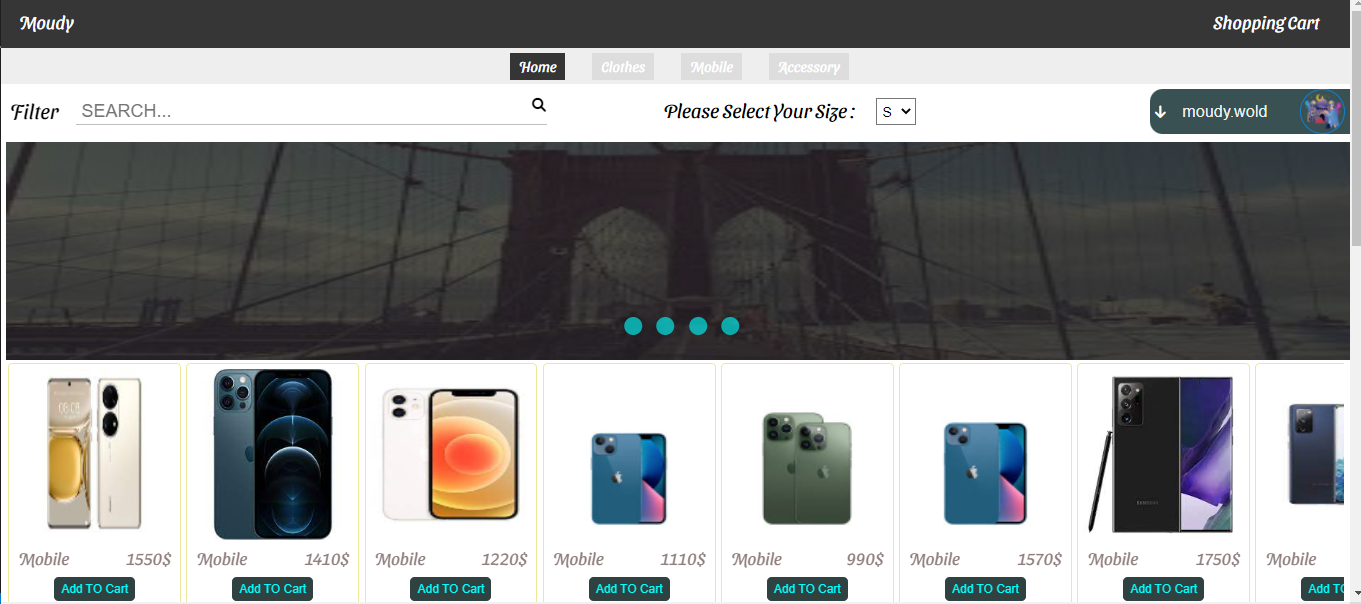 Moudy Shopping Cart
Home Clothes Mobile Accessory
Filter SEARCH... Please Select Your Size : S moudy.wold
Mobile 1550$ Mobile 1410$ Mobile 1220$ Mobile 1110$ Mobile 990$ Mobile 1570$ Mobile 1750$ Mobile
Add TO Cart Add TO Cart Add TO Cart Add TO Cart Add TO Cart Add TO Cart Add TO Cart Add TO